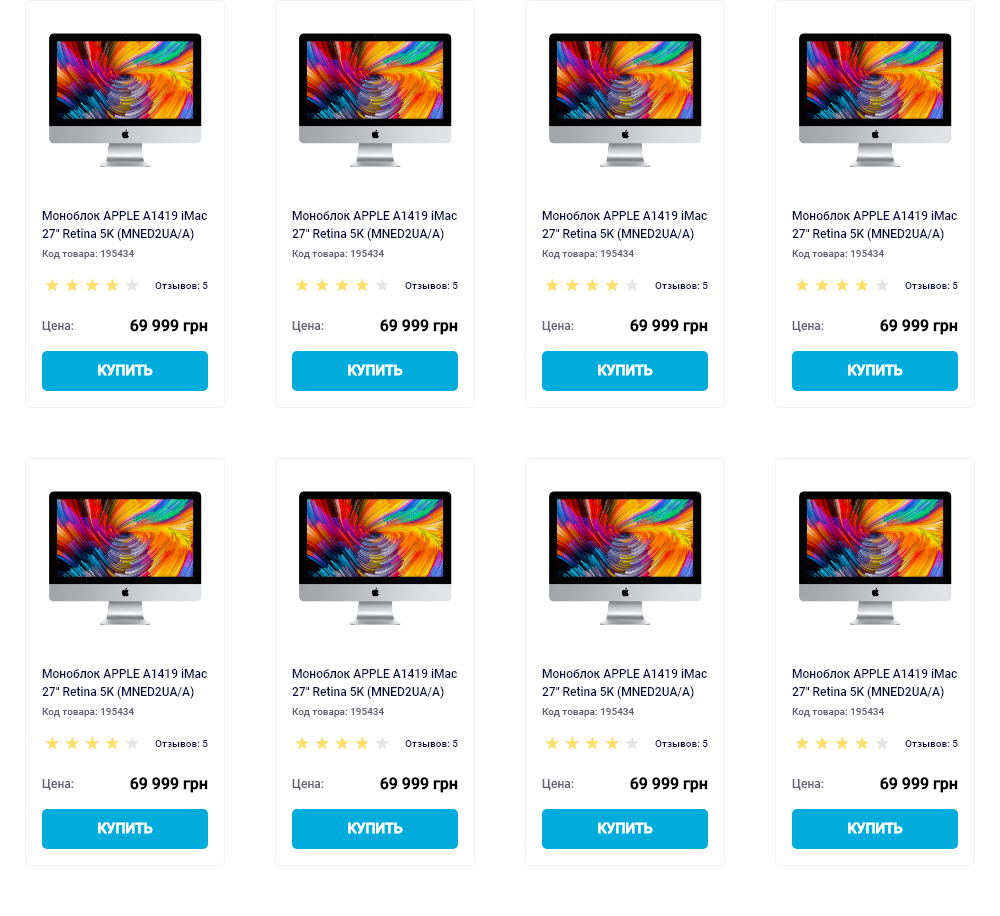 Моноблок APPLE A1419 iMac
27" Retina 5K (MNED2UA/A)
Код товара: 195434
Отзывов: 5
Цена: 69 999 грн
КУПИТЬ
Моноблок APPLE A1419 iMac
27" Retina 5K (MNED2UA/A)
Код товара: 195434
Отзывов: 5
Цена: 69 999 грн
КУПИТЬ
Моноблок APPLE A1419 iMac
27" Retina 5K (MNED2UA/A)
Код товара: 195434
Отзывов: 5
Цена: 69 999 грн
КУПИТЬ
Моноблок APPLE A1419 iMac
27" Retina 5K (MNED2UA/A)
Код товара: 195434
Отзывов: 5
Цена: 69 999 грн
КУПИТЬ
Моноблок APPLE A1419 iMac
27" Retina 5K (MNED2UA/A)
Код товара: 195434
Отзывов: 5
Цена: 69 999 грн
КУПИТЬ
Моноблок APPLE A1419 iMac
27" Retina 5K (MNED2UA/A)
Код товара: 195434
Отзывов: 5
Цена: 69 999 грн
КУПИТЬ
Моноблок APPLE A1419 iMac
27" Retina 5K (MNED2UA/A)
Код товара: 195434
Отзывов: 5
Цена: 69 999 грн
КУПИТЬ
Моноблок APPLE A1419 iMac
27" Retina 5K (MNED2UA/A)
Код товара: 195434
Отзывов: 5
Цена: 69 999 грн
КУПИТЬ